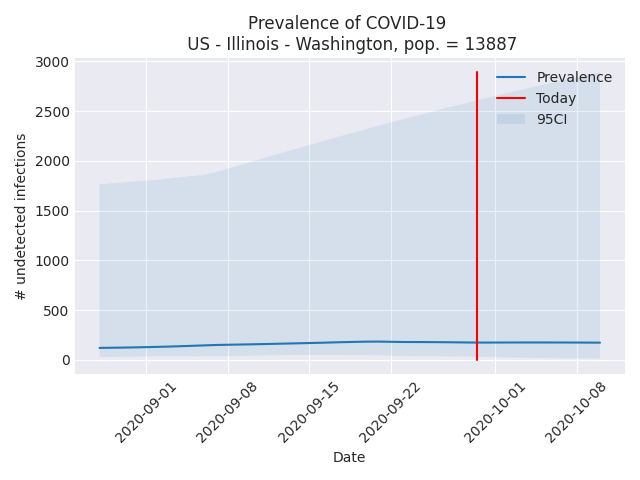 Prevalence of COVID-19
US - Illinois - Washington, pop. = 13887
3000
2500
2000
1500
1000
500
0
# undetected infections
Prevalence
Today
95CI
2020-09-01
2020-09-08
2020-09-15
2020-09-22
2020-10-01
2020-10-08
Date